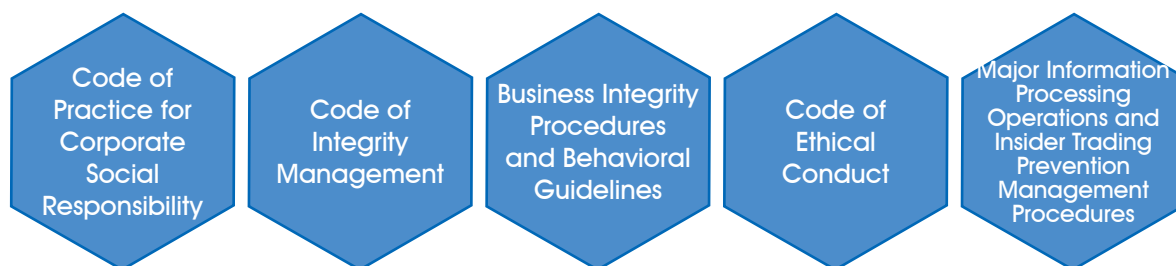 Code of
Practice for
Corporate
Social
Responsibility
Code of
Integrity
Management
Business Integrity
Procedures
and Behavioral
Guidelines
Code of
Ethical
Conduct
Major Information
Processing
Operations and
Insider Trading
Prevention
Management
Procedures